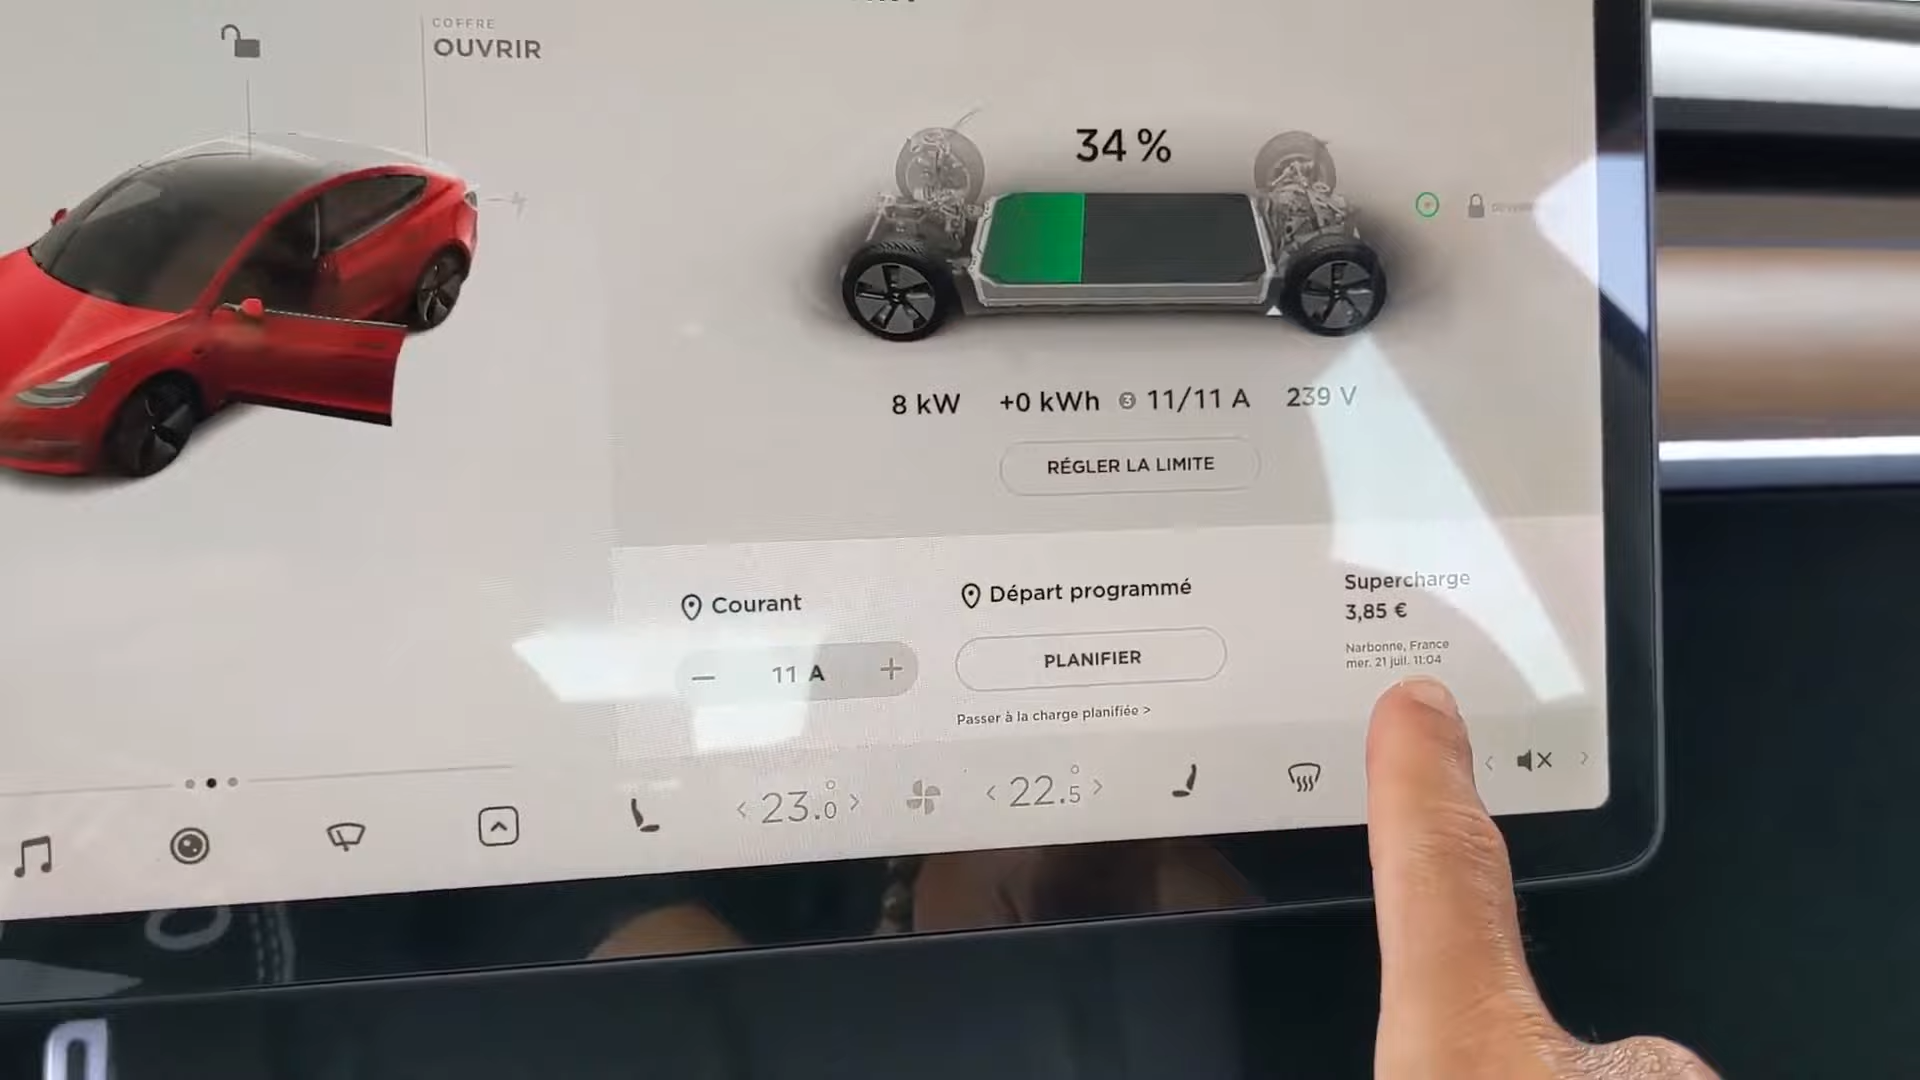 COFFRE
OUVRIR
34 %
8 kW +0 kWh 3 11/11 A 239 V
RÉGLER LA LIMITE
Courant
− 11 A +
Départ programmé
PLANIFIER
Passer à la charge planifiée >
Supercharge
3,85 €
Narbonne, France
mer. 21 juil. 11:04
< 23.0° >
< 22.5° >